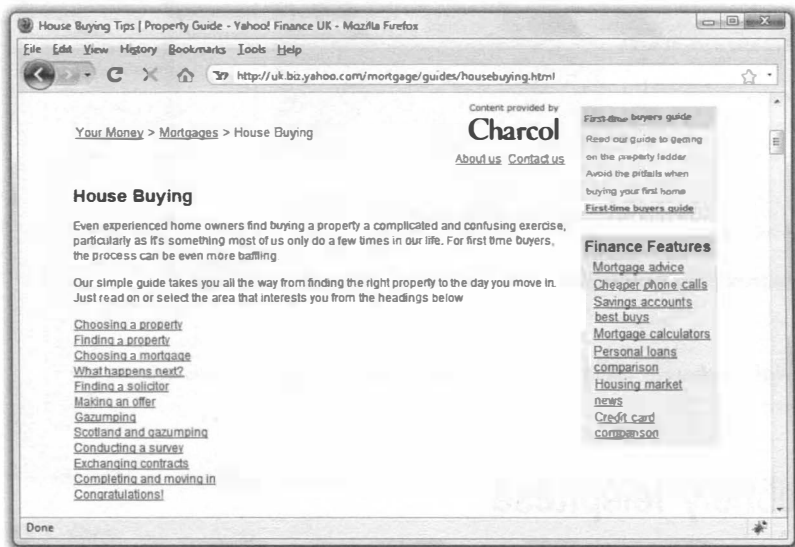 House Buying Tips | Property Guide - Yahoo! Finance UK - Mozilla Firefox
File Edit View History Bookmarks Tools Help
http://uk.biz.yahoo.com/mortgage/guides/housebuying.html
Your Money > Mortgages > House Buying
Content provided by
Charcol
About us Contact us
House Buying
Even experienced home owners find buying a property a complicated and confusing exercise,
particularly as it's something most of us only do a few times in our life. For first time buyers,
the process can be even more baffling.
Our simple guide takes you all the way from finding the right property to the day you move in.
Just read on or select the area that interests you from the headings below
Choosing a property
Finding a property
Choosing a mortgage
What happens next?
Finding a solicitor
Making an offer
Gazumping
Scotland and gazumping
Conducting a survey
Exchanging contracts
Completing and moving in
Congratulations!
First-time buyers guide
Read our guide to getting
on the property ladder
Avoid the pitfalls when
buying your first home
First-time buyers guide
Finance Features
Mortgage advice
Cheaper phone calls
Savings accounts
best buys
Mortgage calculators
Personal loans
comparison
Housing market
news
Credit card
comparison
Done